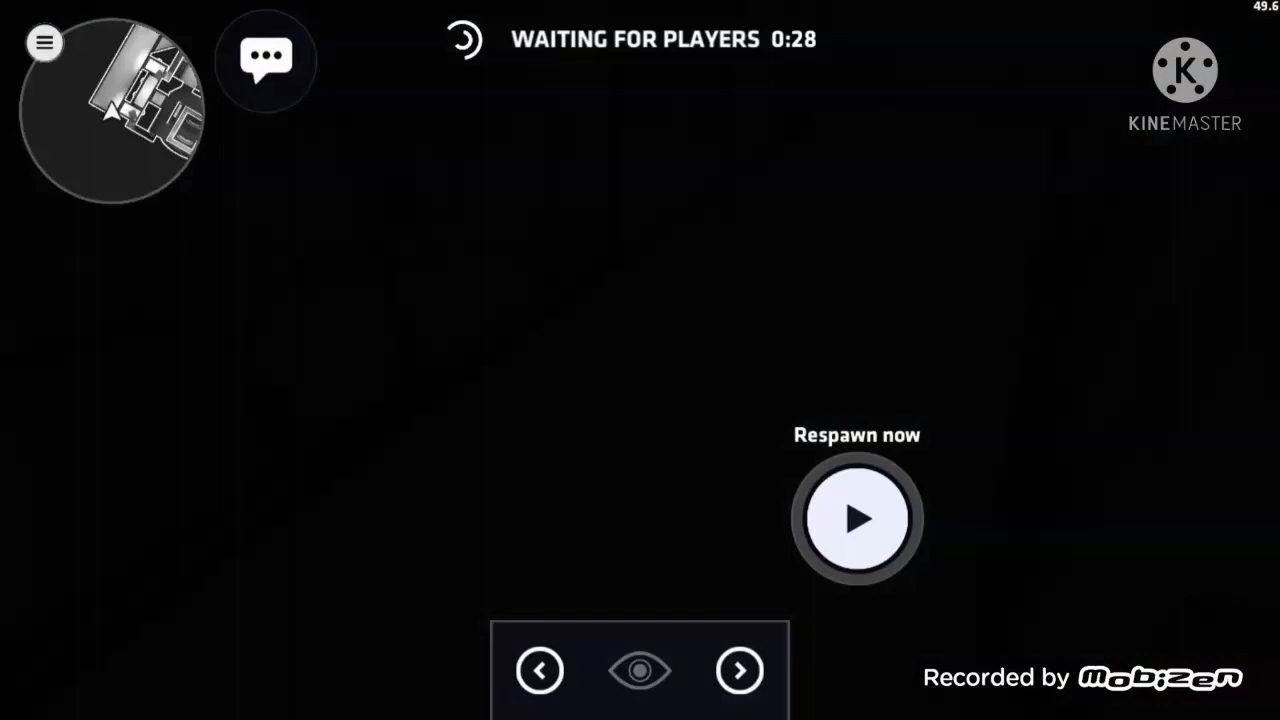 49.6
WAITING FOR PLAYERS 0:28
K
KINEMASTER
Respawn now
Recorded by mobizen